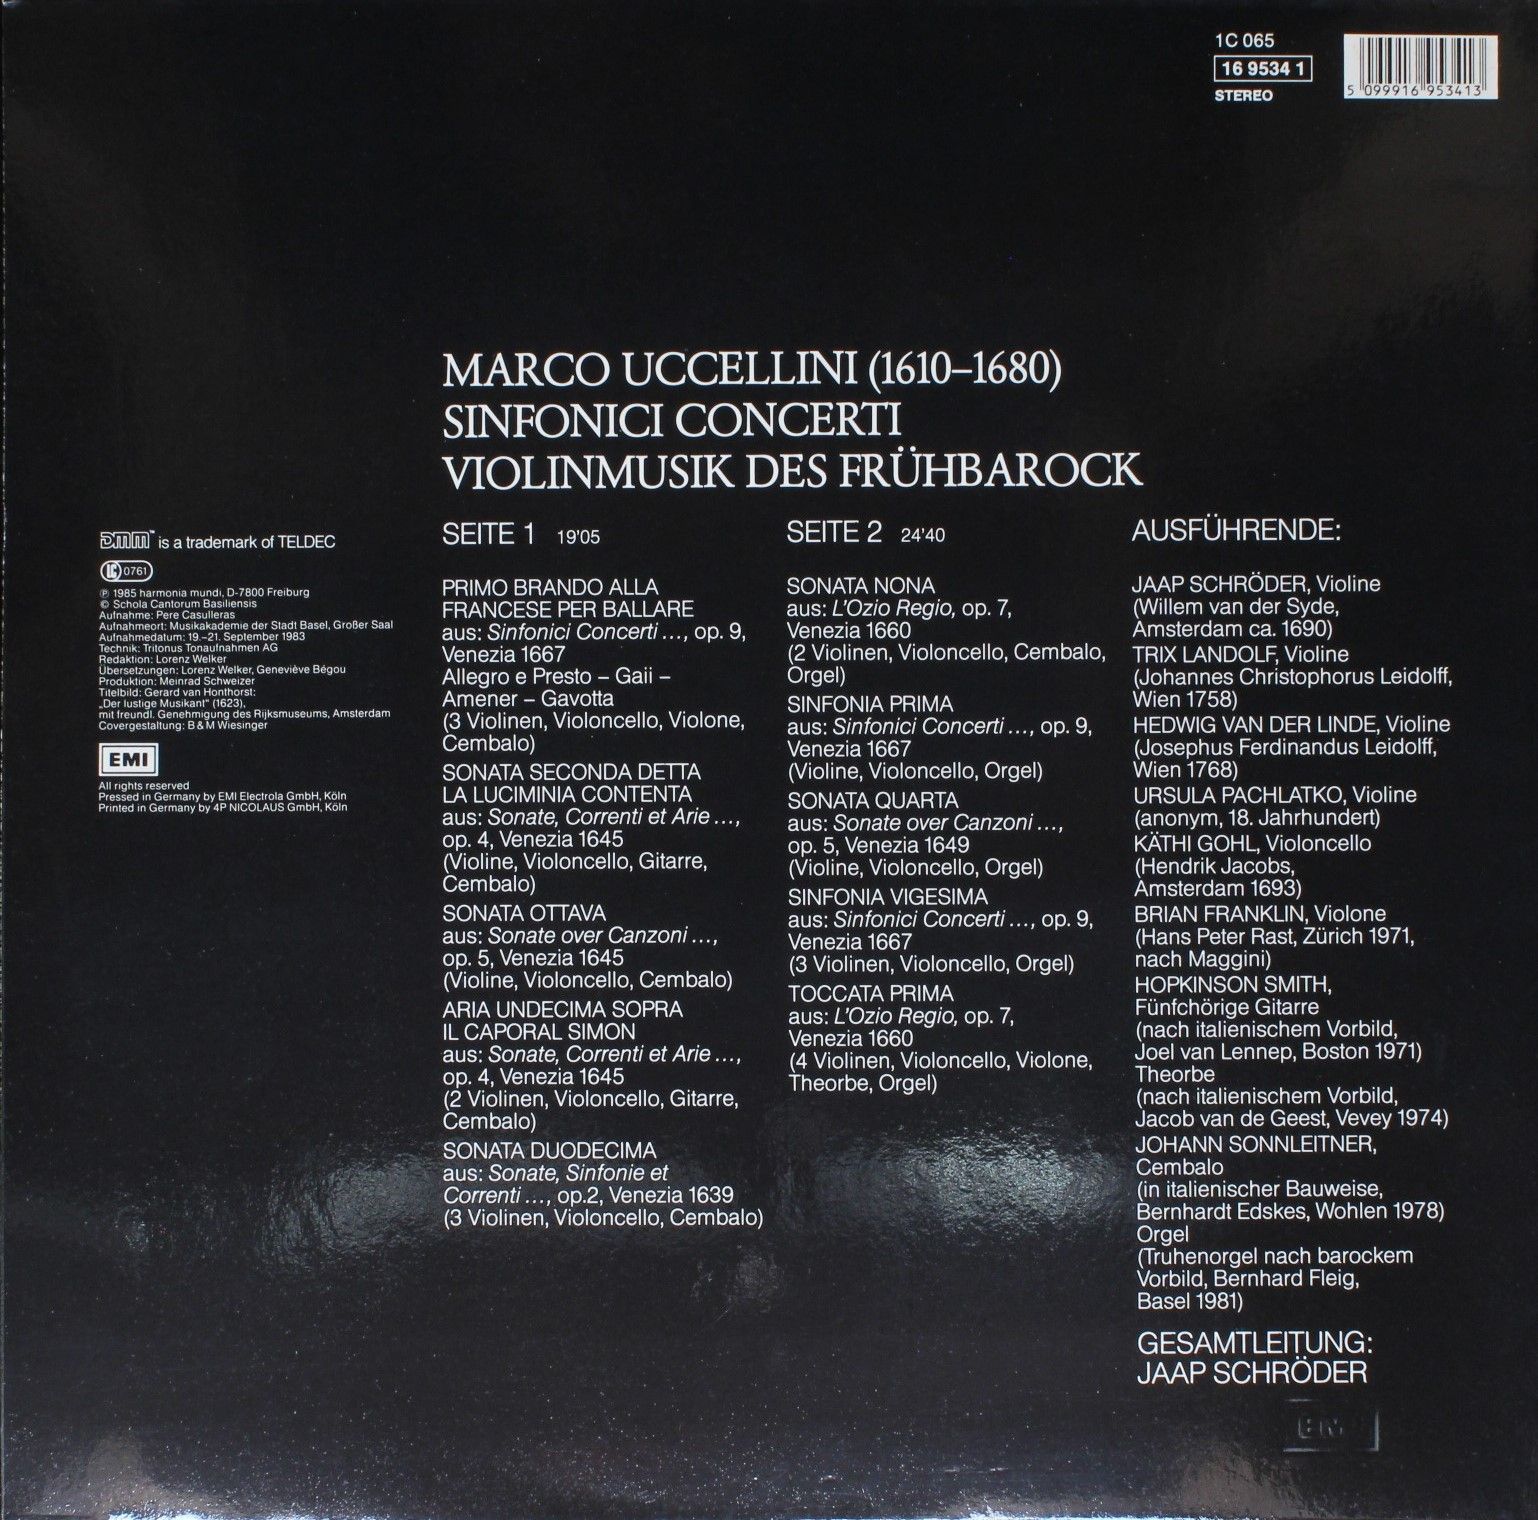 1C 065
16 9534 1
STEREO
5 099916 953413
MARCO UCCELLINI (1610–1680)
SINFONICI CONCERTI
VIOLINMUSIK DES FRÜHBAROCK
DMM™ is a trademark of TELDEC
LC 0761
℗ 1985 harmonia mundi, D-7800 Freiburg
© Schola Cantorum Basiliensis
Aufnahme: Pere Casulleras
Aufnahmeort: Musikakademie der Stadt Basel, Großer Saal
Aufnahmedatum: 19.–21. September 1983
Technik: Tritonus Tonaufnahmen AG
Redaktion: Lorenz Welker
Übersetzungen: Lorenz Welker, Geneviève Bégou
Produktion: Meinrad Schweizer
Titelbild: Gerard van Honthorst:
„Der lustige Musikant" (1623),
mit freundl. Genehmigung des Rijksmuseums, Amsterdam
Covergestaltung: B & M Wiesinger
EMI
All rights reserved
Pressed in Germany by EMI Electrola GmbH, Köln
Printed in Germany by 4P NICOLAUS GmbH, Köln
SEITE 1 19'05
PRIMO BRANDO ALLA
FRANCESE PER BALLARE
aus: Sinfonici Concerti ..., op. 9,
Venezia 1667
Allegro e Presto – Gaii –
Amener – Gavotta
(3 Violinen, Violoncello, Violone,
Cembalo)
SONATA SECONDA DETTA
LA LUCIMINIA CONTENTA
aus: Sonate, Correnti et Arie ...,
op. 4, Venezia 1645
(Violine, Violoncello, Gitarre,
Cembalo)
SONATA OTTAVA
aus: Sonate over Canzoni ...,
op. 5, Venezia 1645
(Violine, Violoncello, Cembalo)
ARIA UNDECIMA SOPRA
IL CAPORAL SIMON
aus: Sonate, Correnti et Arie ...,
op. 4, Venezia 1645
(2 Violinen, Violoncello, Gitarre,
Cembalo)
SONATA DUODECIMA
aus: Sonate, Sinfonie et
Correnti ..., op.2, Venezia 1639
(3 Violinen, Violoncello, Cembalo)
SEITE 2 24'40
SONATA NONA
aus: L'Ozio Regio, op. 7,
Venezia 1660
(2 Violinen, Violoncello, Cembalo,
Orgel)
SINFONIA PRIMA
aus: Sinfonici Concerti ..., op. 9,
Venezia 1667
(Violine, Violoncello, Orgel)
SONATA QUARTA
aus: Sonate over Canzoni ...,
op. 5, Venezia 1649
(Violine, Violoncello, Orgel)
SINFONIA VIGESIMA
aus: Sinfonici Concerti ..., op. 9,
Venezia 1667
(3 Violinen, Violoncello, Orgel)
TOCCATA PRIMA
aus: L'Ozio Regio, op. 7,
Venezia 1660
(4 Violinen, Violoncello, Violone,
Theorbe, Orgel)
AUSFÜHRENDE:
JAAP SCHRÖDER, Violine
(Willem van der Syde,
Amsterdam ca. 1690)
TRIX LANDOLF, Violine
(Johannes Christophorus Leidolff,
Wien 1758)
HEDWIG VAN DER LINDE, Violine
(Josephus Ferdinandus Leidolff,
Wien 1768)
URSULA PACHLATKO, Violine
(anonym, 18. Jahrhundert)
KÄTHI GOHL, Violoncello
(Hendrik Jacobs,
Amsterdam 1693)
BRIAN FRANKLIN, Violone
(Hans Peter Rast, Zürich 1971,
nach Maggini)
HOPKINSON SMITH,
Fünfchörige Gitarre
(nach italienischem Vorbild,
Joel van Lennep, Boston 1971)
Theorbe
(nach italienischem Vorbild,
Jacob van de Geest, Vevey 1974)
JOHANN SONNLEITNER,
Cembalo
(in italienischer Bauweise,
Bernhardt Edskes, Wohlen 1978)
Orgel
(Truhenorgel nach barockem
Vorbild, Bernhard Fleig,
Basel 1981)
GESAMTLEITUNG:
JAAP SCHRÖDER
EMI